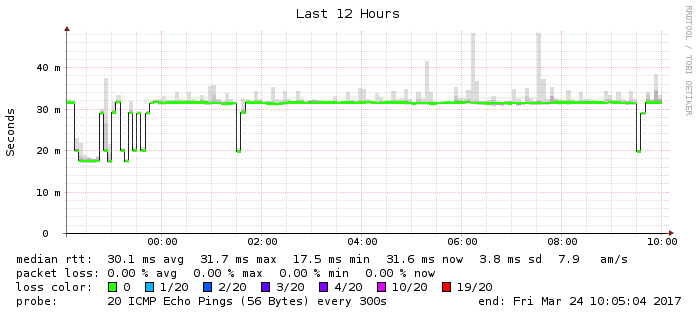 Last 12 Hours
RRDTOOL / TOBI OETIKER
Seconds
40 m
30 m
20 m
10 m
0
00:00 02:00 04:00 06:00 08:00 10:00
median rtt: 30.1 ms avg 31.7 ms max 17.5 ms min 31.6 ms now 3.8 ms sd 7.9 am/s
packet loss: 0.00 % avg 0.00 % max 0.00 % min 0.00 % now
loss color: 0 1/20 2/20 3/20 4/20 10/20 19/20
probe: 20 ICMP Echo Pings (56 Bytes) every 300s end: Fri Mar 24 10:05:04 2017